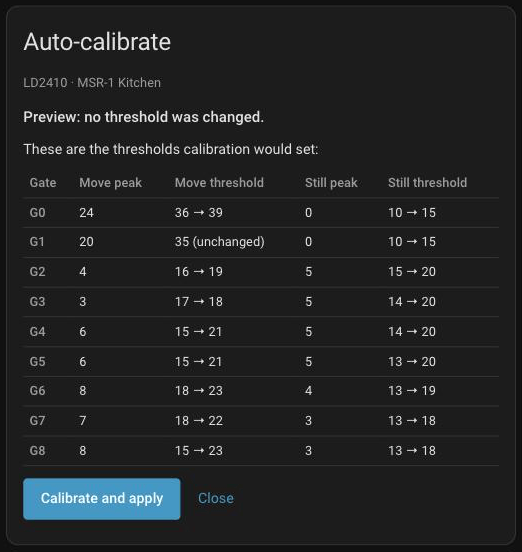 Auto-calibrate
LD2410 · MSR-1 Kitchen
Preview: no threshold was changed.
These are the thresholds calibration would set:
Gate Move peak Move threshold Still peak Still threshold
G0 24 36 → 39 0 10 → 15
G1 20 35 (unchanged) 0 10 → 15
G2 4 16 → 19 5 15 → 20
G3 3 17 → 18 5 14 → 20
G4 6 15 → 21 5 14 → 20
G5 6 15 → 21 5 13 → 20
G6 8 18 → 23 4 13 → 19
G7 7 18 → 22 3 13 → 18
G8 8 15 → 23 3 13 → 18
Calibrate and apply Close